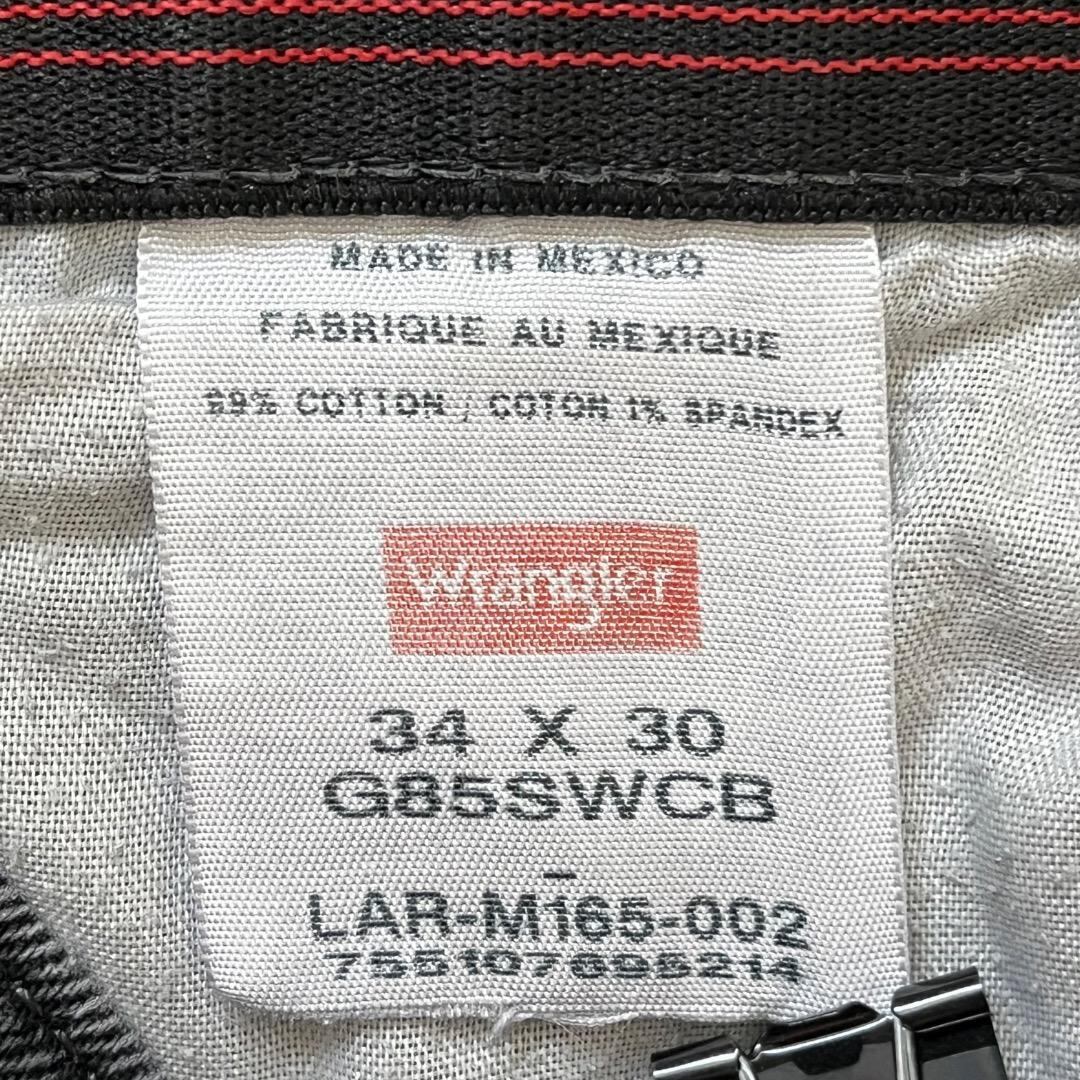 MADE IN MEXICO
FABRIQUE AU MEXIQUE
99% COTTON / COTON 1% SPANDEX
Wrangler
34 X 30
G85SWCB
-
LAR-M165-002
755107695214